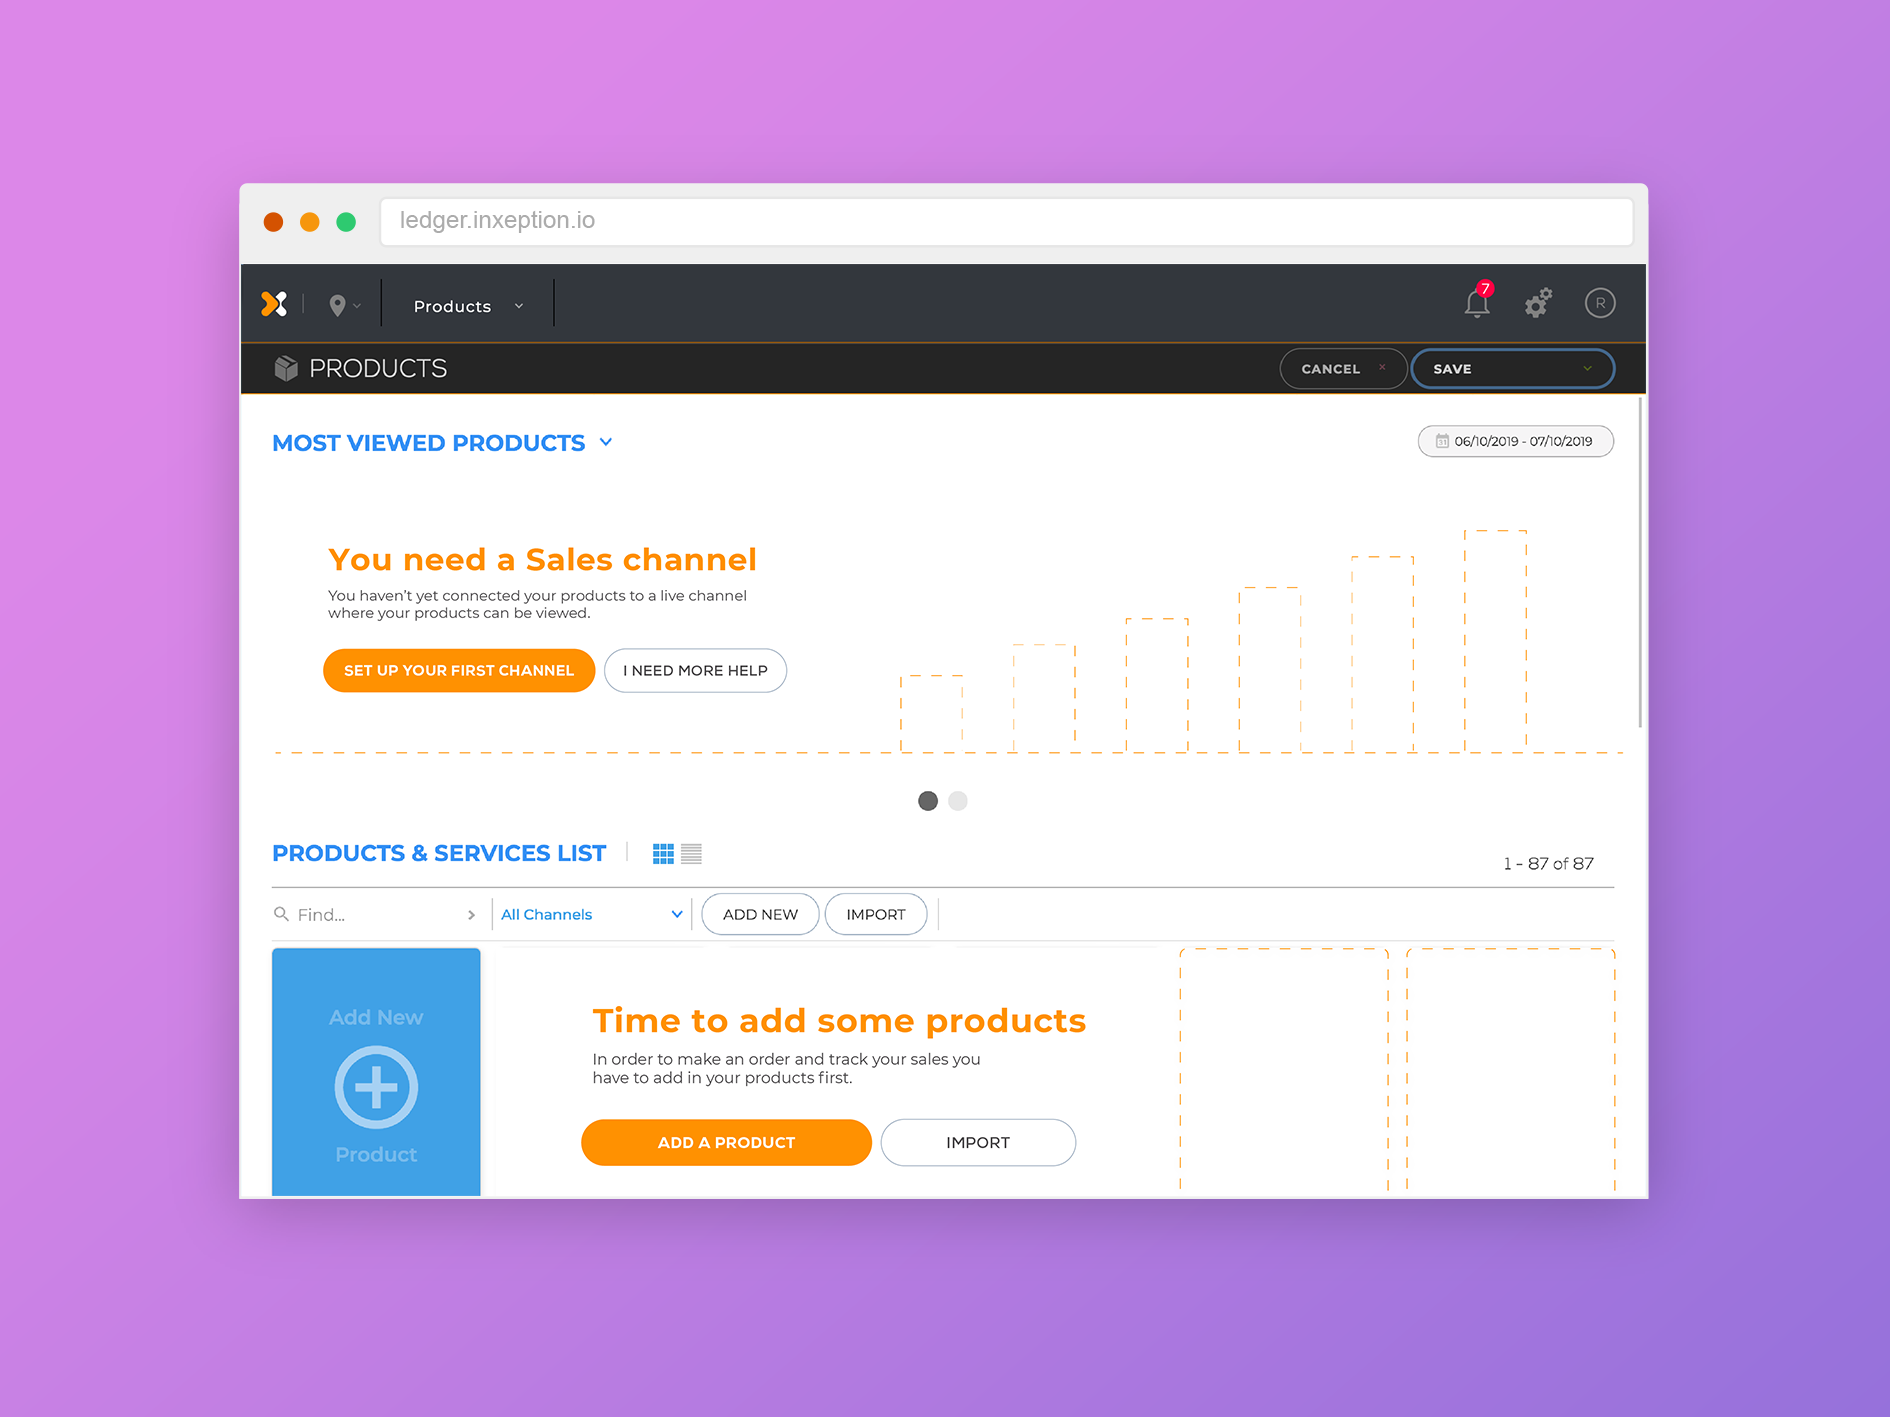 ledger.inxeption.io
Products
7
R
PRODUCTS
CANCEL
SAVE
MOST VIEWED PRODUCTS
31
06/10/2019 - 07/10/2019
You need a Sales channel
You haven't yet connected your products to a live channel
where your products can be viewed.
SET UP YOUR FIRST CHANNEL
I NEED MORE HELP
PRODUCTS & SERVICES LIST
1 - 87 of 87
Find...
All Channels
ADD NEW
IMPORT
Add New
Product
Time to add some products
In order to make an order and track your sales you
have to add in your products first.
ADD A PRODUCT
IMPORT